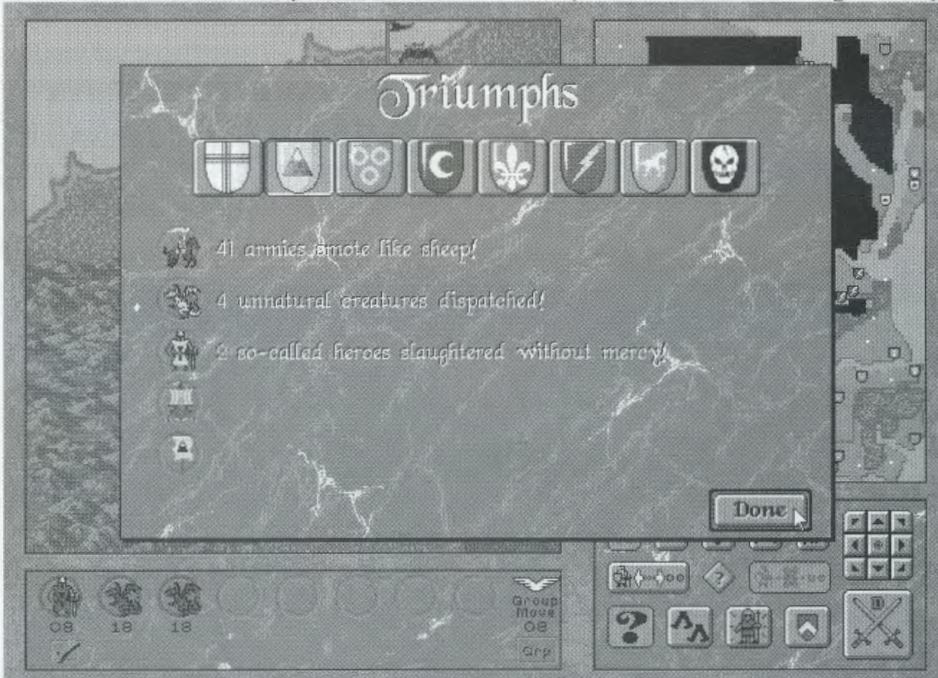 Triumphs
41 armies smote like sheep!
4 unnatural creatures dispatched!
2 so-called heroes slaughtered without mercy!
Done
Group
Move
08 18 18 08
Grp
?
?
D